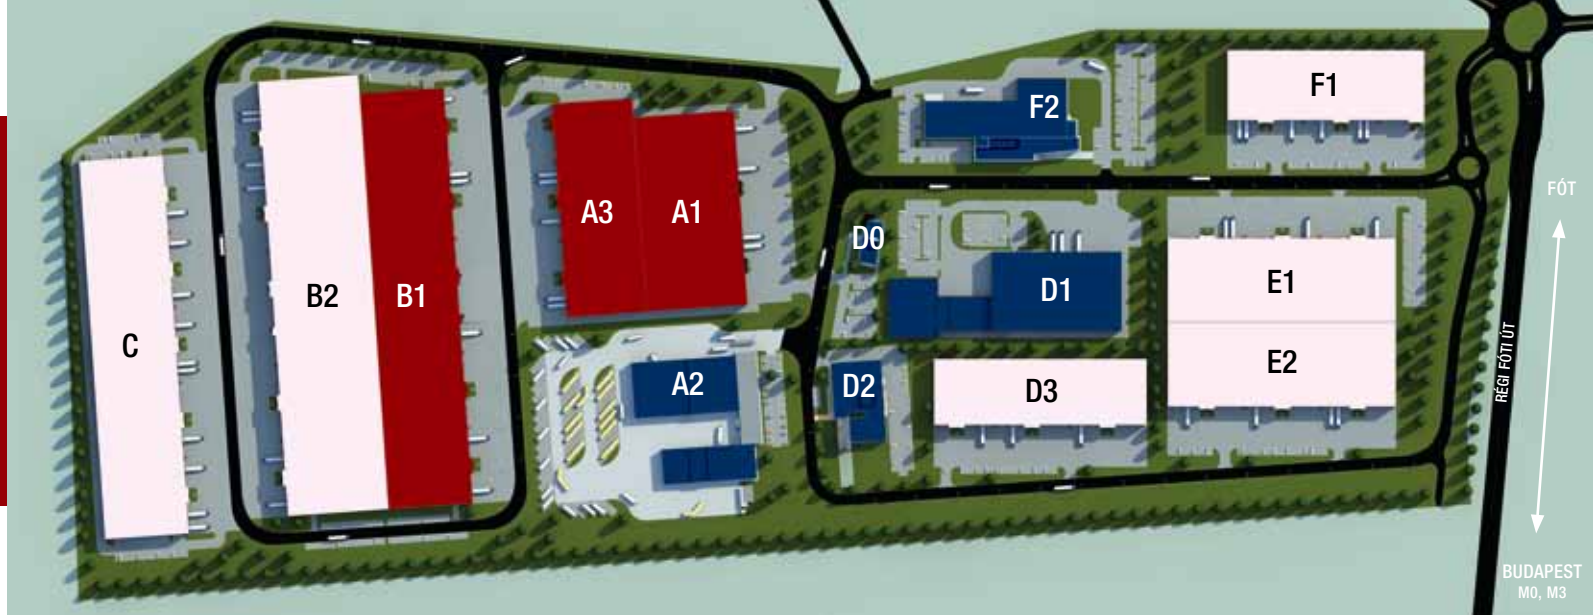 F1
F2
FÓT
A3
A1
D0
B2
B1
D1
E1
C
RÉGI FÓTI ÚT
E2
A2
D2
D3
BUDAPEST
M0, M3